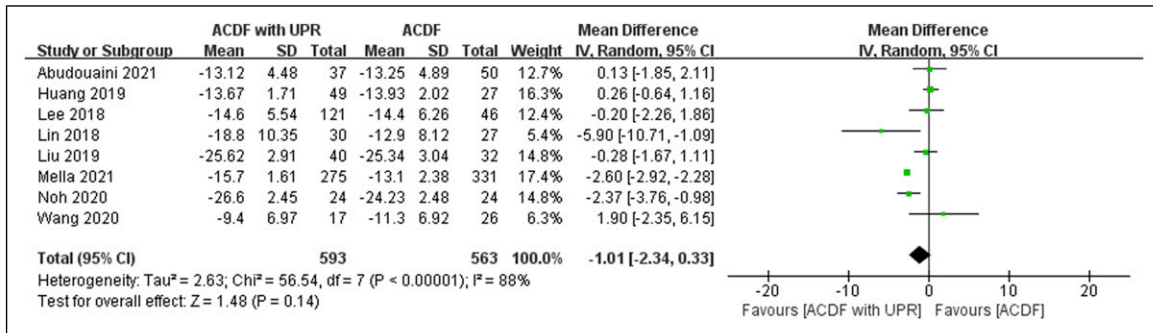 ACDF with UPR ACDF Mean Difference Mean Difference
Study or Subgroup Mean SD Total Mean SD Total Weight IV, Random, 95% CI IV, Random, 95% CI
Abudouaini 2021 -13.12 4.48 37 -13.25 4.89 50 12.7% 0.13 [-1.85, 2.11]
Huang 2019 -13.67 1.71 49 -13.93 2.02 27 16.3% 0.26 [-0.64, 1.16]
Lee 2018 -14.6 5.54 121 -14.4 6.26 46 12.4% -0.20 [-2.26, 1.86]
Lin 2018 -18.8 10.35 30 -12.9 8.12 27 5.4% -5.90 [-10.71, -1.09]
Liu 2019 -25.62 2.91 40 -25.34 3.04 32 14.8% -0.28 [-1.67, 1.11]
Mella 2021 -15.7 1.61 275 -13.1 2.38 331 17.4% -2.60 [-2.92, -2.28]
Noh 2020 -26.6 2.45 24 -24.23 2.48 24 14.8% -2.37 [-3.76, -0.98]
Wang 2020 -9.4 6.97 17 -11.3 6.92 26 6.3% 1.90 [-2.35, 6.15]
Total (95% CI) 593 563 100.0% -1.01 [-2.34, 0.33]
Heterogeneity: Tau² = 2.63; Chi² = 56.54, df = 7 (P < 0.00001); I² = 88%
Test for overall effect: Z = 1.48 (P = 0.14)
-20 -10 0 10 20
Favours [ACDF with UPR] Favours [ACDF]